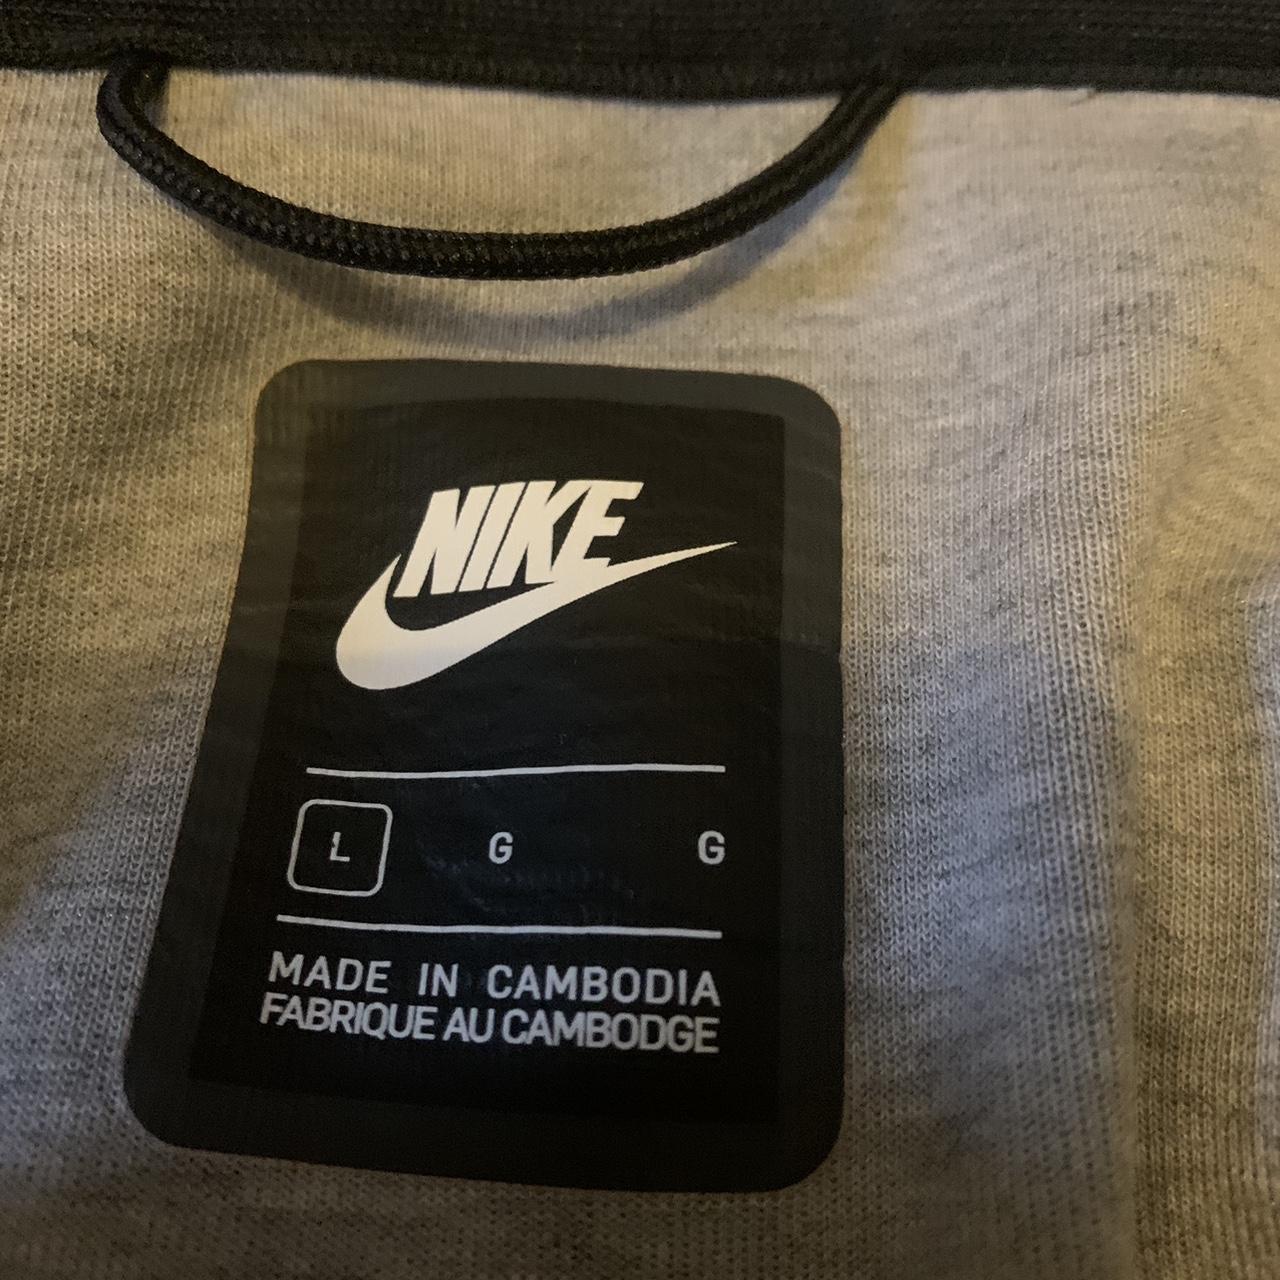 NIKE
L G G
MADE IN CAMBODIA
FABRIQUE AU CAMBODGE